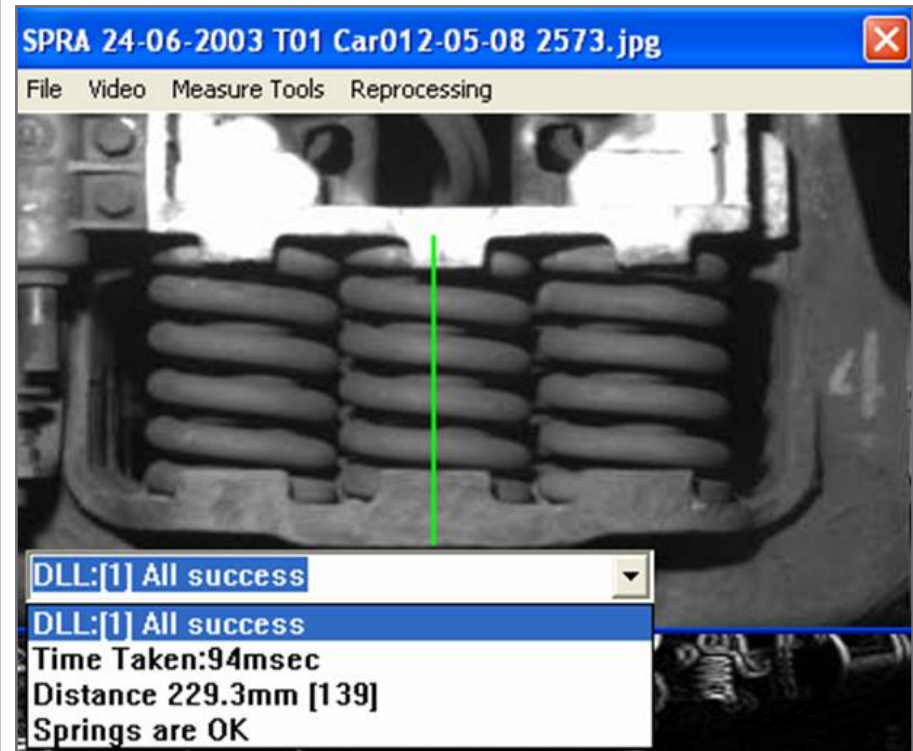 SPRA 24-06-2003 T01 Car012-05-08 2573.jpg
File Video Measure Tools Reprocessing
4
DLL:[1] All success
DLL:[1] All success
Time Taken:94msec
Distance 229.3mm [139]
Springs are OK